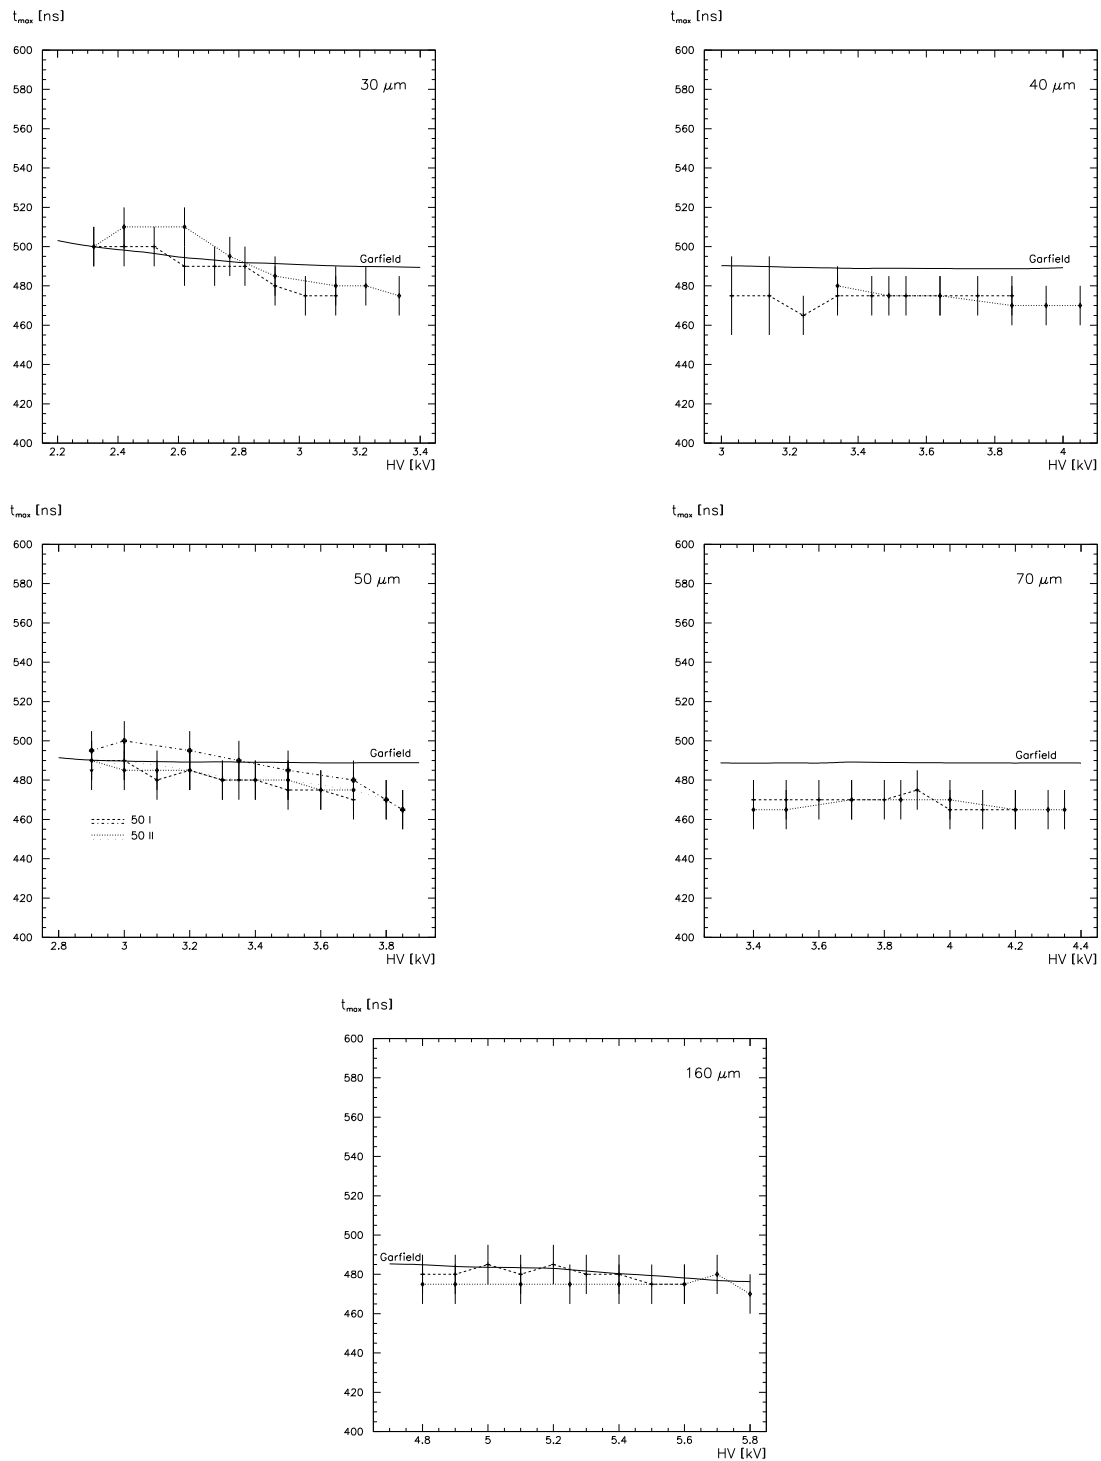 t_max [ns]
600
580
560
540
520
500
480
460
440
420
400
30 μm
Garfield
2.2 2.4 2.6 2.8 3 3.2 3.4
HV [kV]
t_max [ns]
600
580
560
540
520
500
480
460
440
420
400
40 μm
Garfield
3 3.2 3.4 3.6 3.8 4
HV [kV]
t_max [ns]
600
580
560
540
520
500
480
460
440
420
400
50 μm
Garfield
50 I
50 II
2.8 3 3.2 3.4 3.6 3.8
HV [kV]
t_max [ns]
600
580
560
540
520
500
480
460
440
420
400
70 μm
Garfield
3.4 3.6 3.8 4 4.2 4.4
HV [kV]
t_max [ns]
600
580
560
540
520
500
480
460
440
420
400
160 μm
Garfield
4.8 5 5.2 5.4 5.6 5.8
HV [kV]